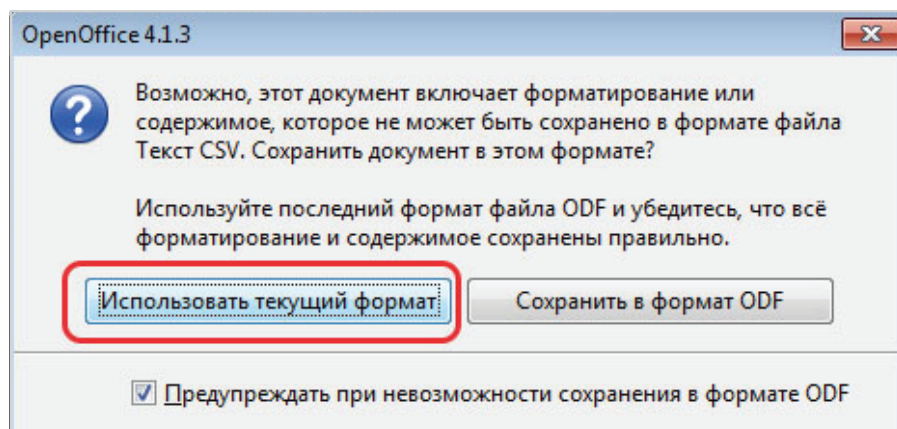 OpenOffice 4.1.3
Возможно, этот документ включает форматирование или
содержимое, которое не может быть сохранено в формате файла
Текст CSV. Сохранить документ в этом формате?
Используйте последний формат файла ODF и убедитесь, что всё
форматирование и содержимое сохранены правильно.
Использовать текущий формат
Сохранить в формат ODF
Предупреждать при невозможности сохранения в формате ODF